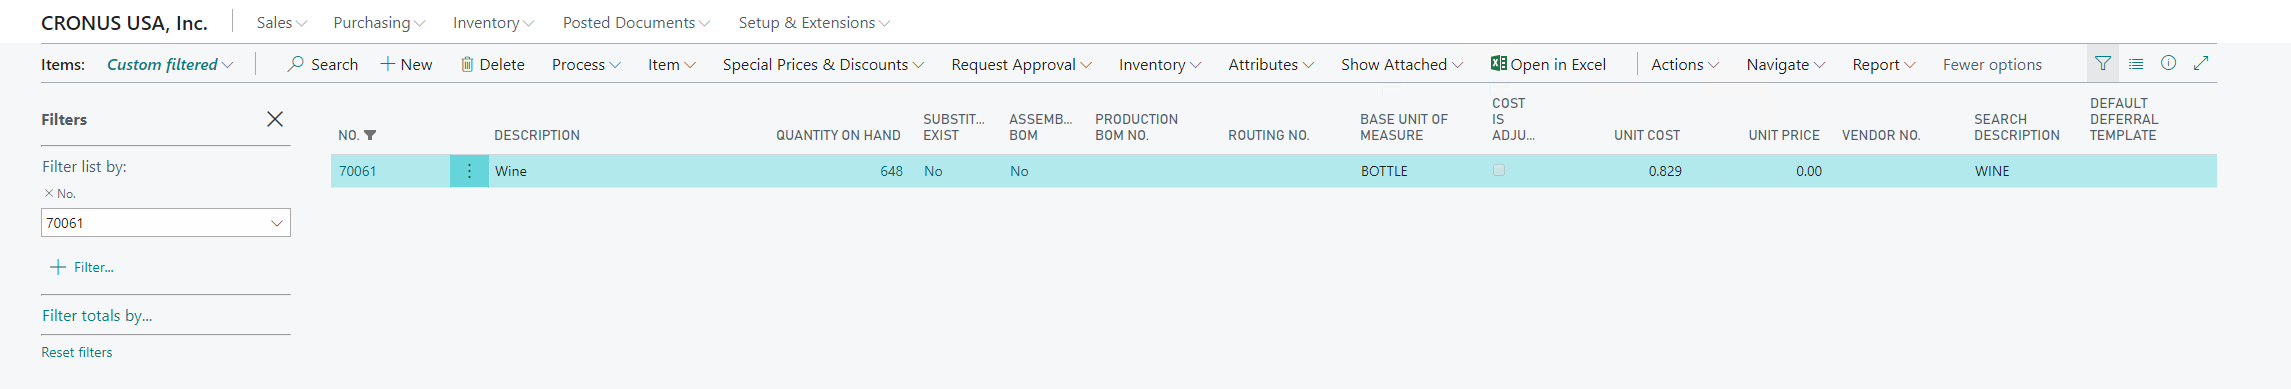 CRONUS USA, Inc. Sales Purchasing Inventory Posted Documents Setup & Extensions
Items: Custom filtered Search + New Delete Process Item Special Prices & Discounts Request Approval Inventory Attributes Show Attached Open in Excel Actions Navigate Report Fewer options
Filters
Filter list by:
× No.
70061
+ Filter...
Filter totals by...
Reset filters
NO. DESCRIPTION QUANTITY ON HAND SUBSTIT... EXIST ASSEMB... BOM PRODUCTION BOM NO. ROUTING NO. BASE UNIT OF MEASURE COST IS ADJU... UNIT COST UNIT PRICE VENDOR NO. SEARCH DESCRIPTION DEFAULT DEFERRAL TEMPLATE
70061 Wine 648 No No BOTTLE 0.829 0.00 WINE